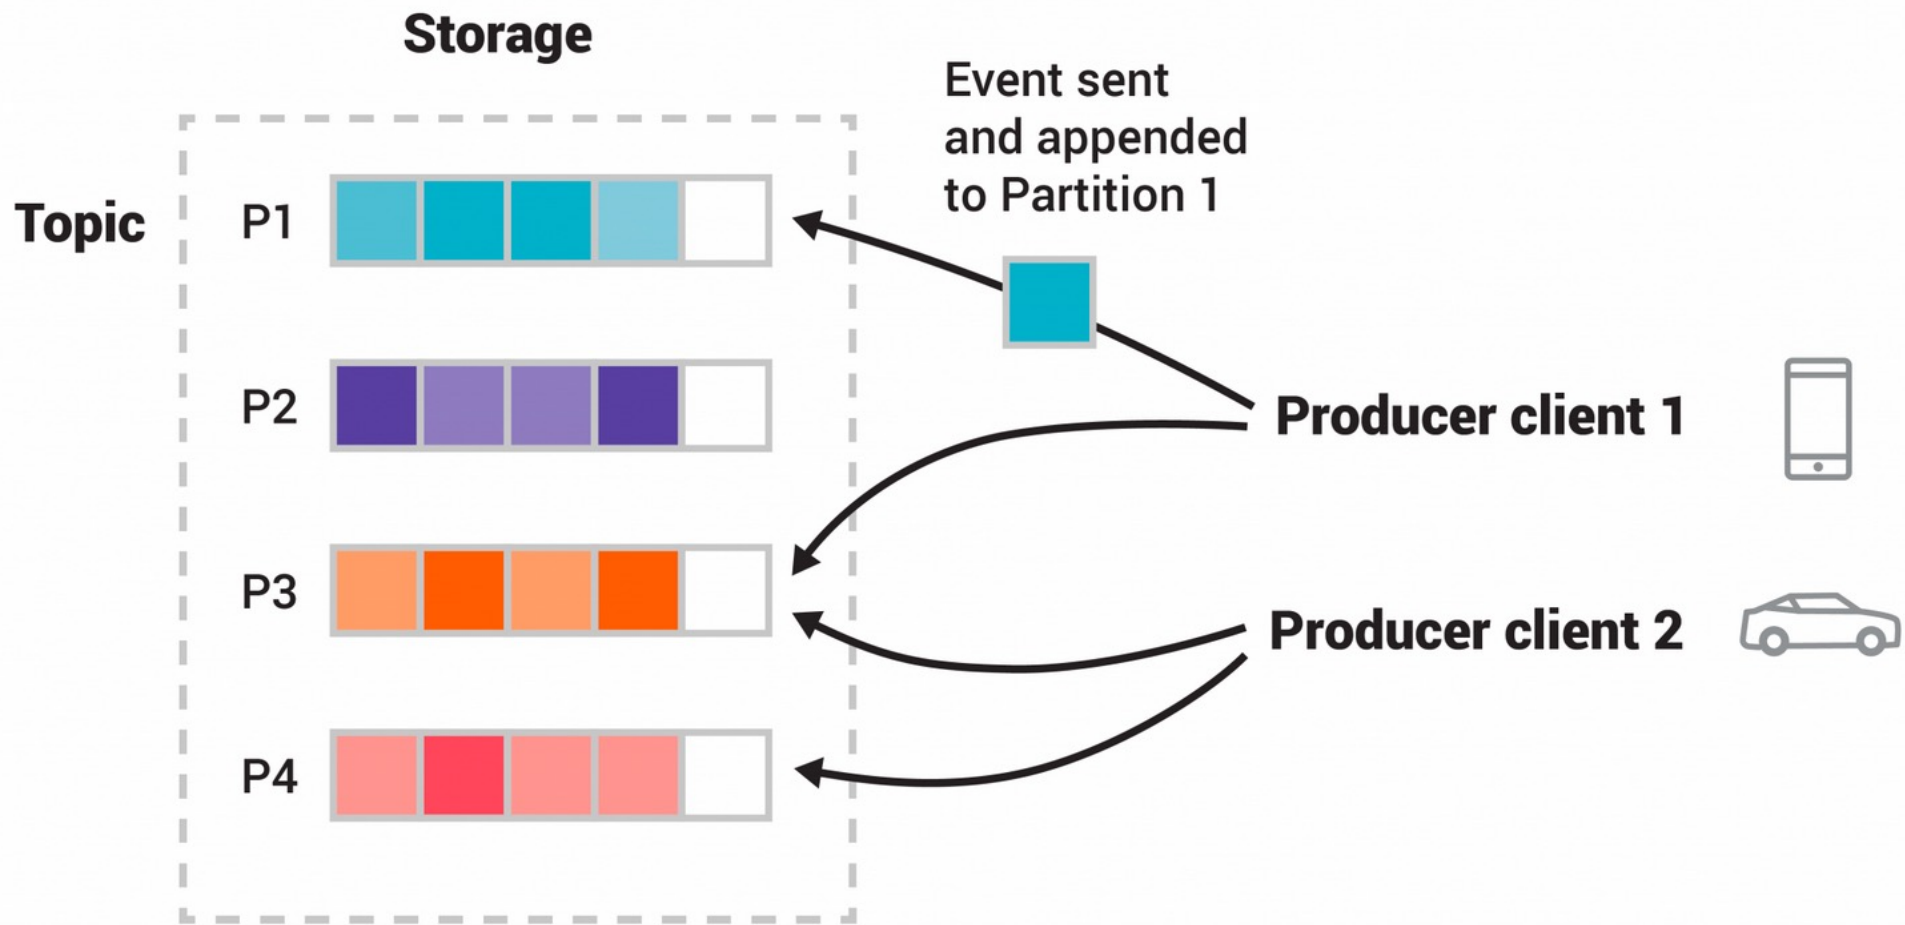 Storage
Event sent
and appended
to Partition 1
Topic
P1
P2
Producer client 1
P3
Producer client 2
P4